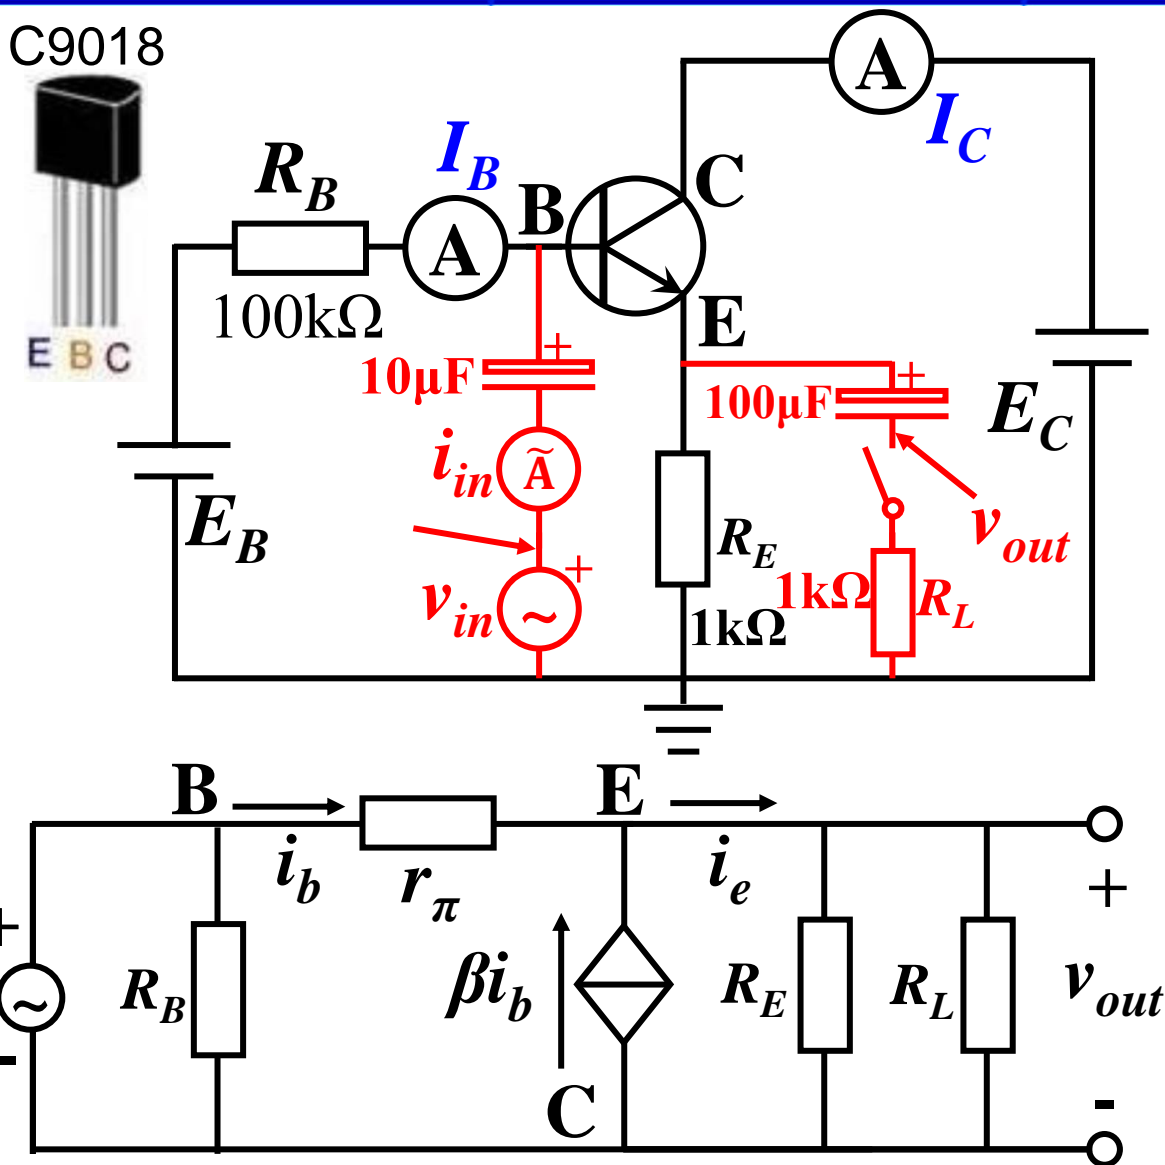 C9018
E B C
R_B
100kΩ
I_B
A
B
C
E
A
I_C
E_B
10μF
+
i_in
Ã
v_in
+
~
R_E
1kΩ
100μF
+
v_out
1kΩ
R_L
E_C
B
i_b
r_π
E
i_e
+
~
-
R_B
βi_b
C
R_E
R_L
+
v_out
-